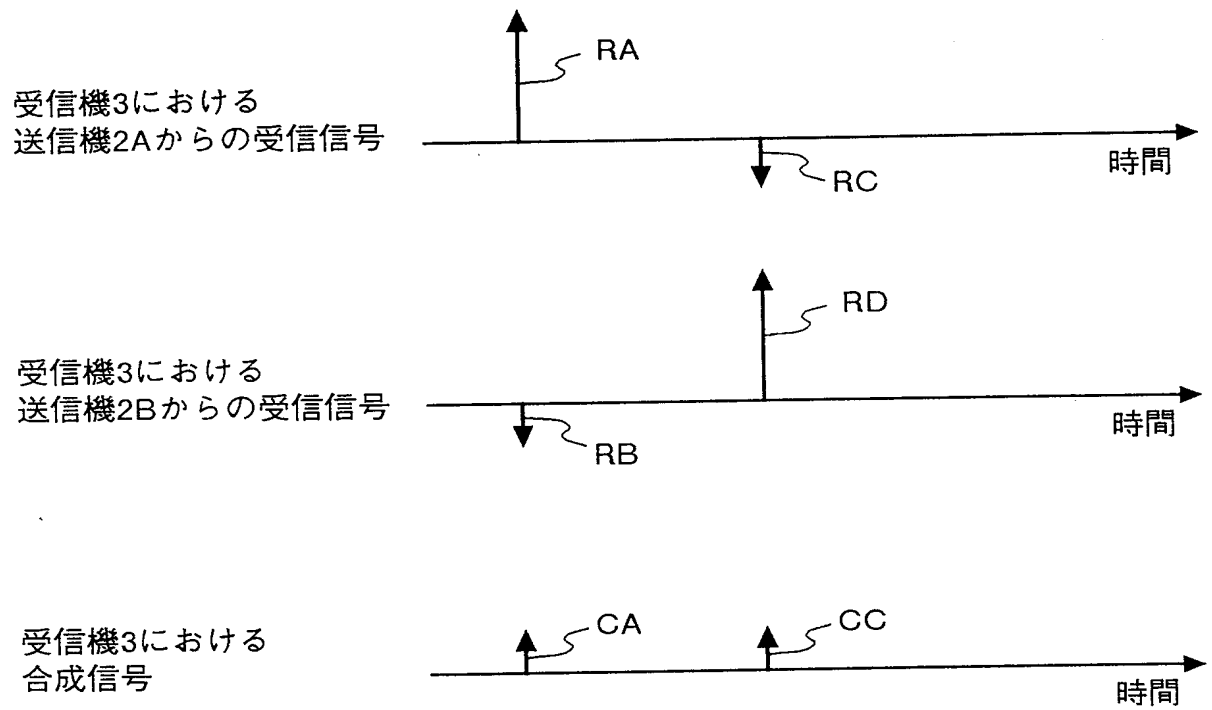 RA
受信機3における
送信機2Aからの受信信号
時間
RC
RD
受信機3における
送信機2Bからの受信信号
時間
RB
CA
CC
受信機3における
合成信号
時間